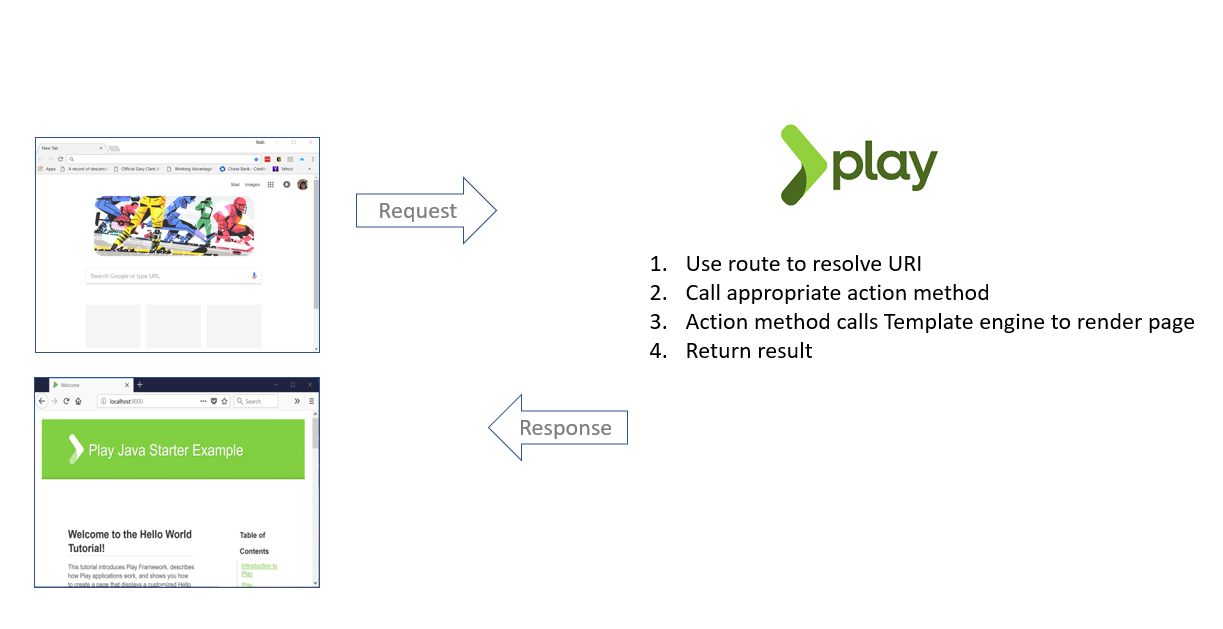 New Tab
Apps A record of descend Official Gary Clark Jr Working Advantage Chase Bank - Credit Yahoo
Mail Images
Search Google or type URL
Request
play
1. Use route to resolve URI
2. Call appropriate action method
3. Action method calls Template engine to render page
4. Return result
Welcome
localhost:9000
Search
Play Java Starter Example
Response
Welcome to the Hello World
Tutorial!
This tutorial introduces Play Framework, describes
how Play applications work, and shows you how
to create a page that displays a customized Hello
Table of
Contents
Introduction to
Play
Play